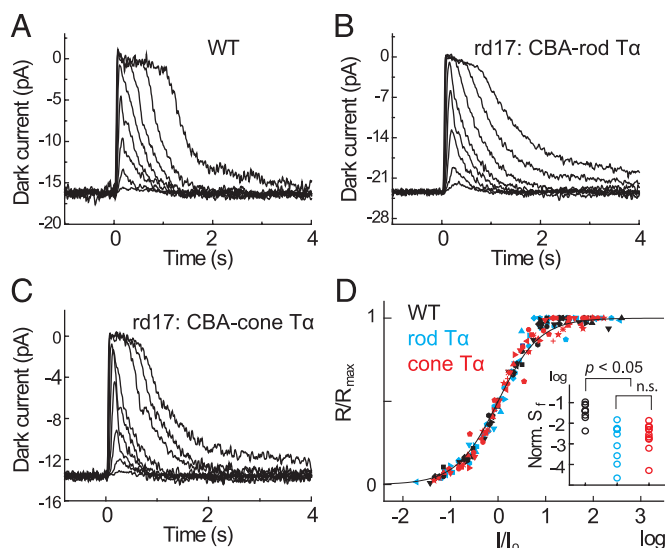 A
WT
Dark current (pA)
0
-5
-10
-15
-20
0
2
4
Time (s)
B
rd17: CBA-rod Tα
Dark current (pA)
0
-7
-14
-21
-28
0
2
4
Time (s)
C
rd17: CBA-cone Tα
Dark current (pA)
0
-4
-8
-12
-16
0
2
4
Time (s)
D
WT
rod Tα
cone Tα
R/Rmax
1
0
-2
-1
0
1
2
3
I/Io
log
log
p < 0.05
n.s.
Norm. Sf
-1
-2
-3
-4